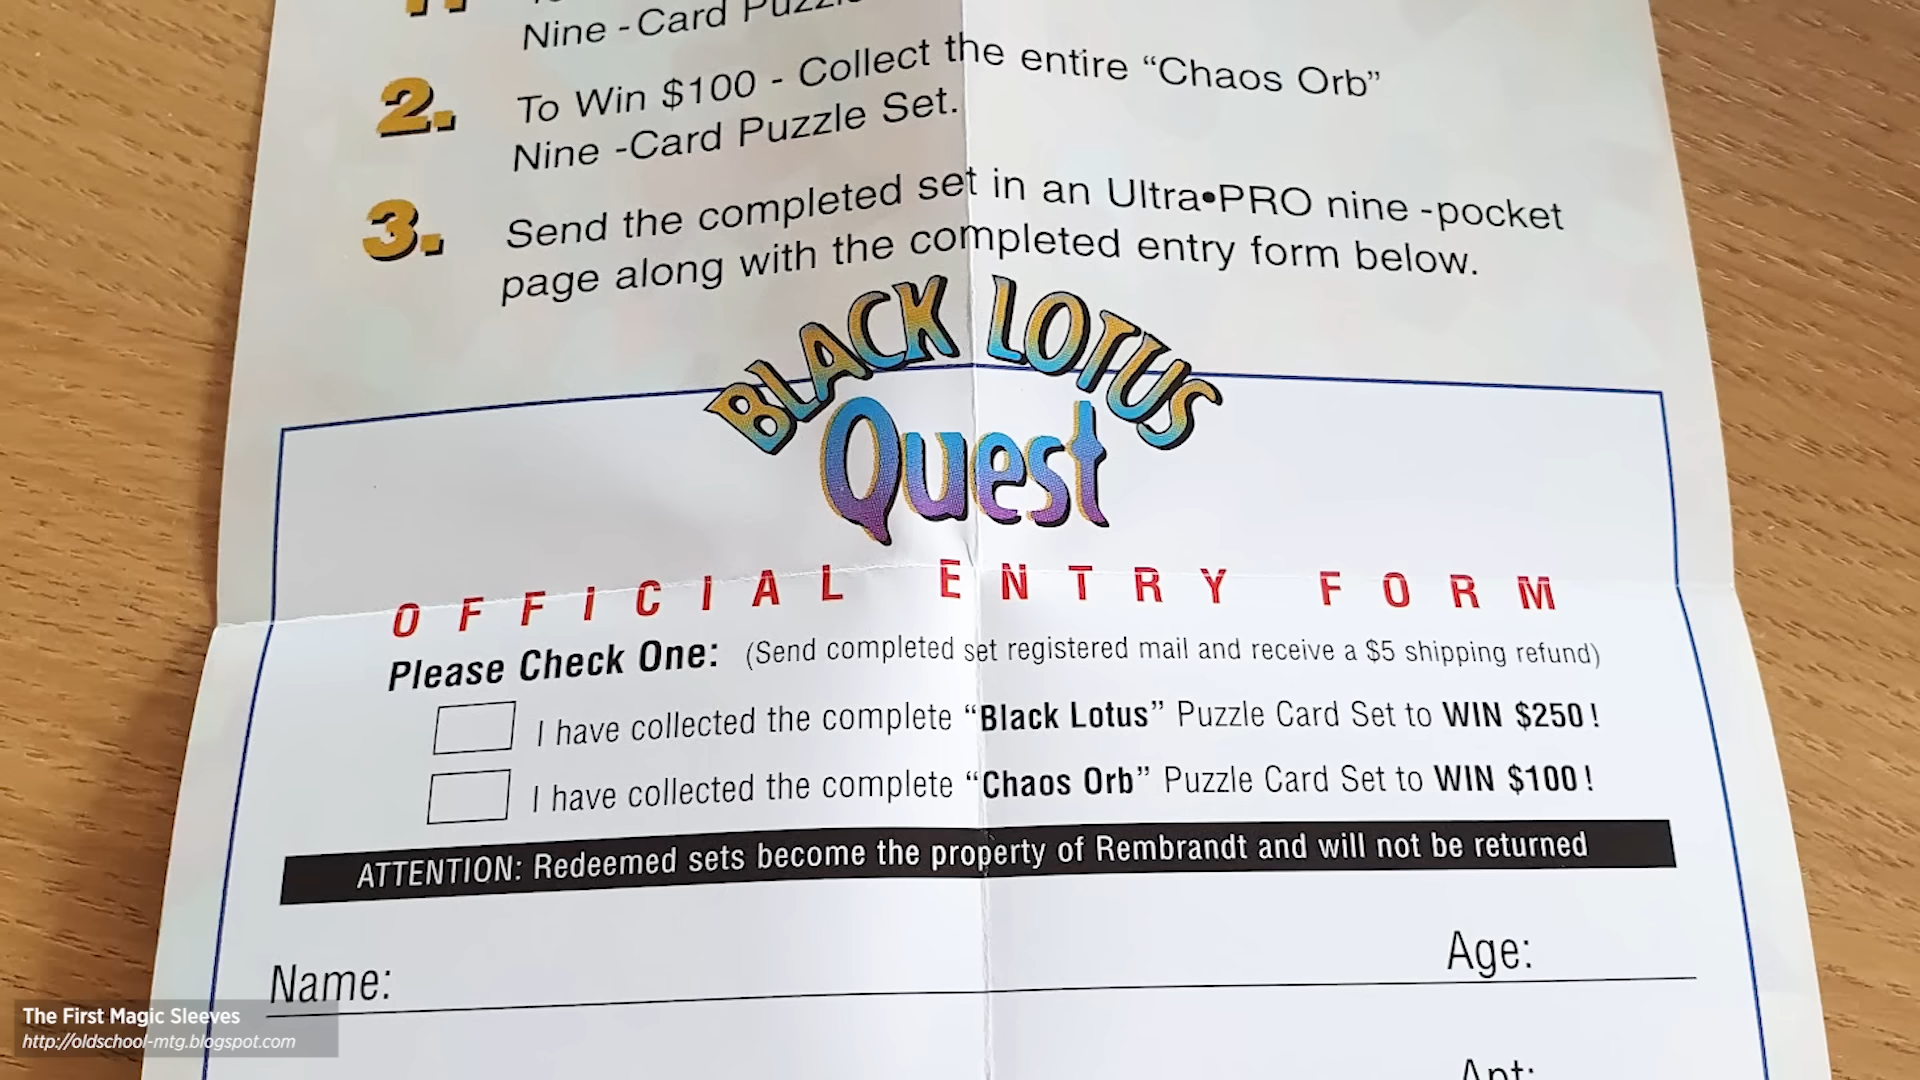 1.
Nine -Card Puzzle
2. To Win $100 - Collect the entire “Chaos Orb”
Nine -Card Puzzle Set.
3. Send the completed set in an Ultra•PRO nine -pocket
page along with the completed entry form below.
BLACK LOTUS
Quest
OFFICIAL ENTRY FORM
Please Check One: (Send completed set registered mail and receive a $5 shipping refund)
I have collected the complete “Black Lotus” Puzzle Card Set to WIN $250!
I have collected the complete “Chaos Orb” Puzzle Card Set to WIN $100!
ATTENTION: Redeemed sets become the property of Rembrandt and will not be returned
Name: Age:
Apt:
The First Magic Sleeves
http://oldschool-mtg.blogspot.com